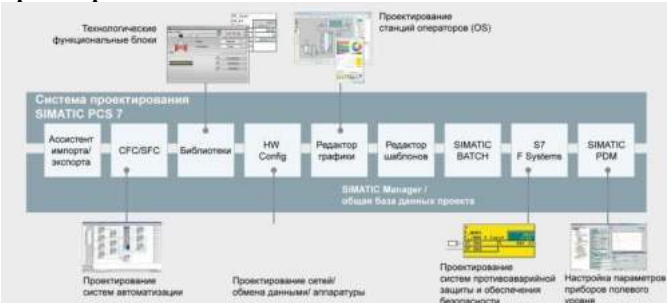 Технологические
функциональные блоки
Проектирование
станций операторов (OS)
Система проектирования
SIMATIC PCS 7
Ассистент
импорта/
экспорта
CFC/SFC
Библиотеки
HW
Config
Редактор
графики
Редактор
шаблонов
SIMATIC
BATCH
S7
F Systems
SIMATIC
PDM
SIMATIC Manager /
общая база данных проекта
Проектирование
систем автоматизации
Проектирование сетей/
обмена данными/ аппаратуры
Проектирование
систем противоаварийной
защиты и обеспечения
безопасности
Настройка параметров
приборов полевого
уровня